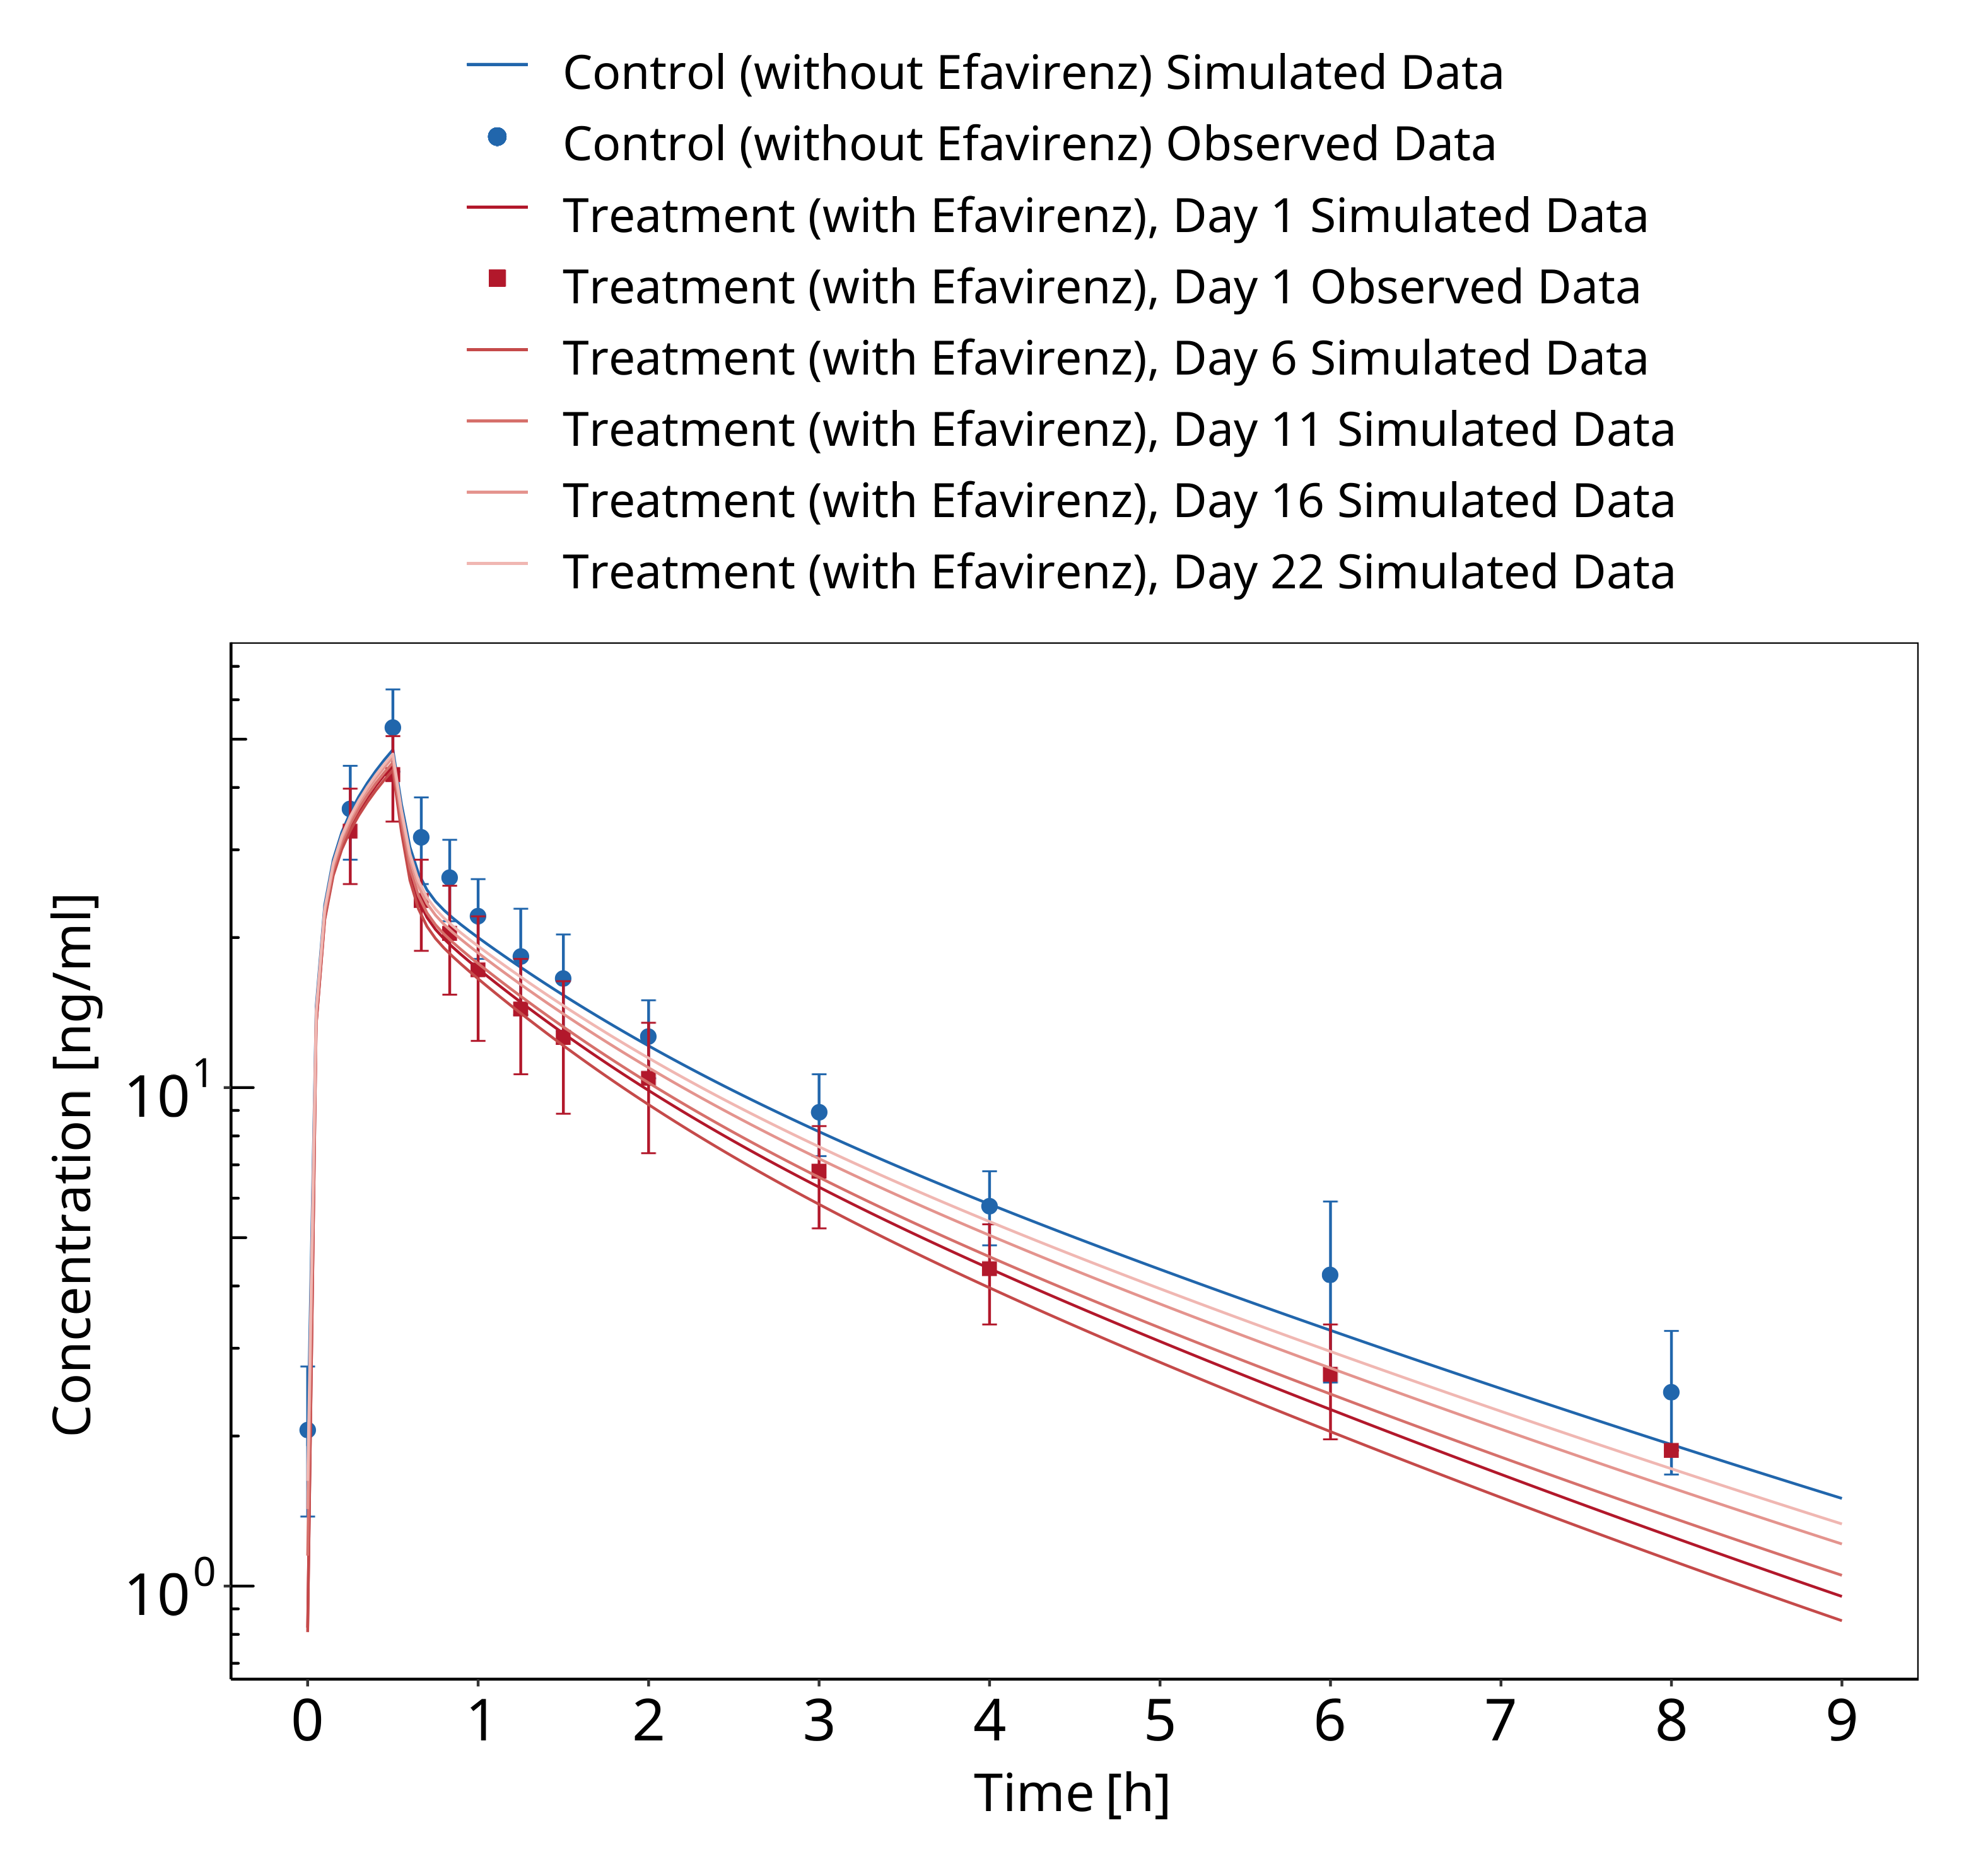 Control (without Efavirenz) Simulated Data
Control (without Efavirenz) Observed Data
Treatment (with Efavirenz), Day 1 Simulated Data
Treatment (with Efavirenz), Day 1 Observed Data
Treatment (with Efavirenz), Day 6 Simulated Data
Treatment (with Efavirenz), Day 11 Simulated Data
Treatment (with Efavirenz), Day 16 Simulated Data
Treatment (with Efavirenz), Day 22 Simulated Data
Concentration [ng/ml]
10¹
10⁰
0 1 2 3 4 5 6 7 8 9
Time [h]